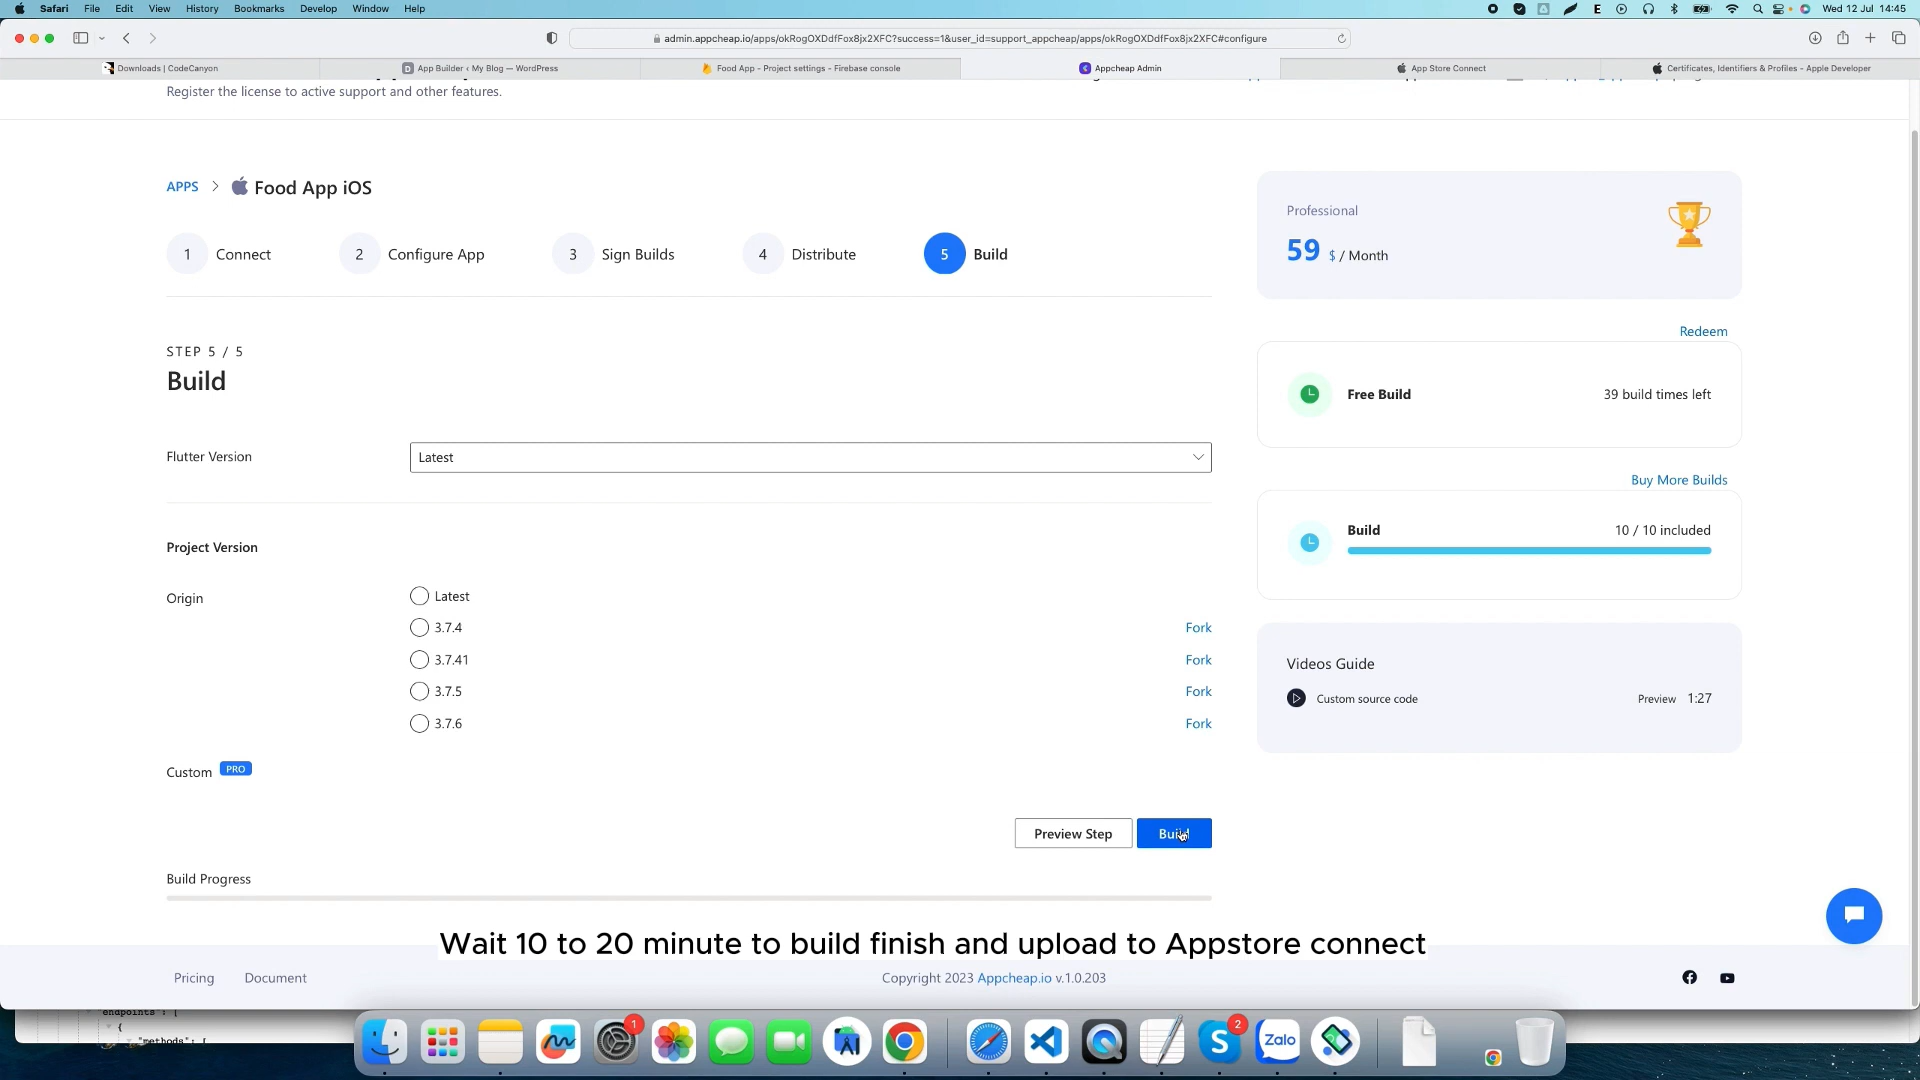 Safari File Edit View History Bookmarks Develop Window Help
E Wed 12 Jul 14:45
admin.appcheap.io/apps/okRogOXDdfFox8jx2XFC?success=1&user_id=support_appcheap/apps/okRogOXDdfFox8jx2XFC#configure
Downloads | CodeCanyon
App Builder ‹ My Blog — WordPress
Food App - Project settings - Firebase console
Appcheap Admin
App Store Connect
Certificates, Identifiers & Profiles - Apple Developer
Register the license to active support and other features.
APPS > Food App iOS
1 Connect
2 Configure App
3 Sign Builds
4 Distribute
5 Build
STEP 5 / 5
Build
Flutter Version
Latest
Project Version
Origin
Latest
3.7.4 Fork
3.7.41 Fork
3.7.5 Fork
3.7.6 Fork
Custom PRO
Preview Step
Build
Build Progress
Professional
59 $ / Month
Redeem
Free Build 39 build times left
Buy More Builds
Build 10 / 10 included
Videos Guide
Custom source code Preview 1:27
Wait 10 to 20 minute to build finish and upload to Appstore connect
Pricing Document
Copyright 2023 Appcheap.io v.1.0.203
endpoints": [
{
"methods": [
1
2
Zalo